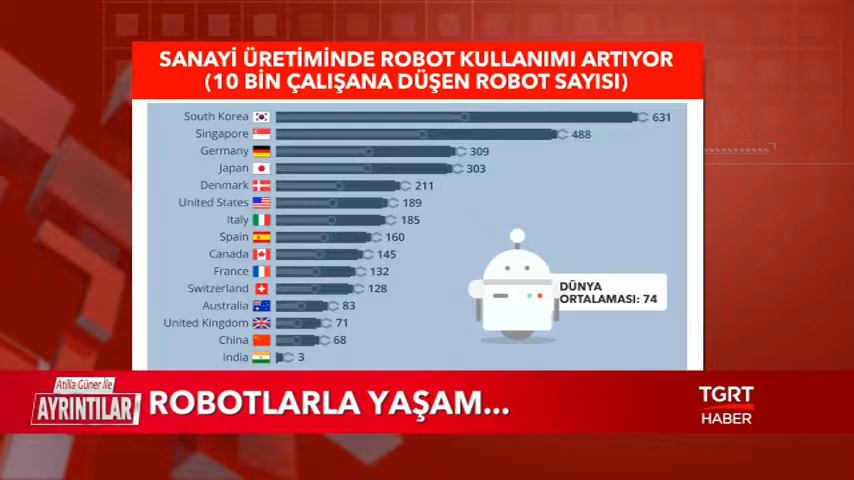 SANAYİ ÜRETİMİNDE ROBOT KULLANIMI ARTIYOR
(10 BİN ÇALIŞANA DÜŞEN ROBOT SAYISI)
South Korea 631
Singapore 488
Germany 309
Japan 303
Denmark 211
United States 189
Italy 185
Spain 160
Canada 145
France 132
Switzerland 128
Australia 83
United Kingdom 71
China 68
India 3
DÜNYA
ORTALAMASI: 74
Atilla Güner İle
AYRINTILAR
ROBOTLARLA YAŞAM...
TGRT
HABER